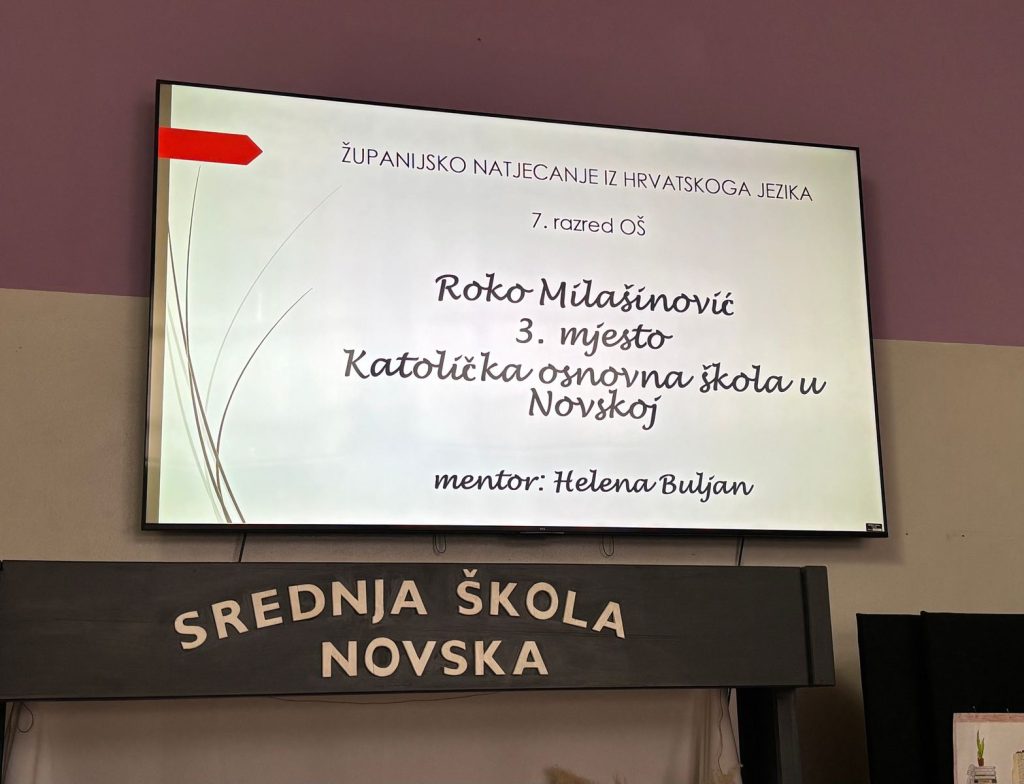 ŽUPANIJSKO NATJECANJE IZ HRVATSKOGA JEZIKA
7. razred OŠ
Roko Milašinović
3. mjesto
Katolička osnovna škola u
Novskoj
mentor: Helena Buljan
SREDNJA ŠKOLA
NOVSKA